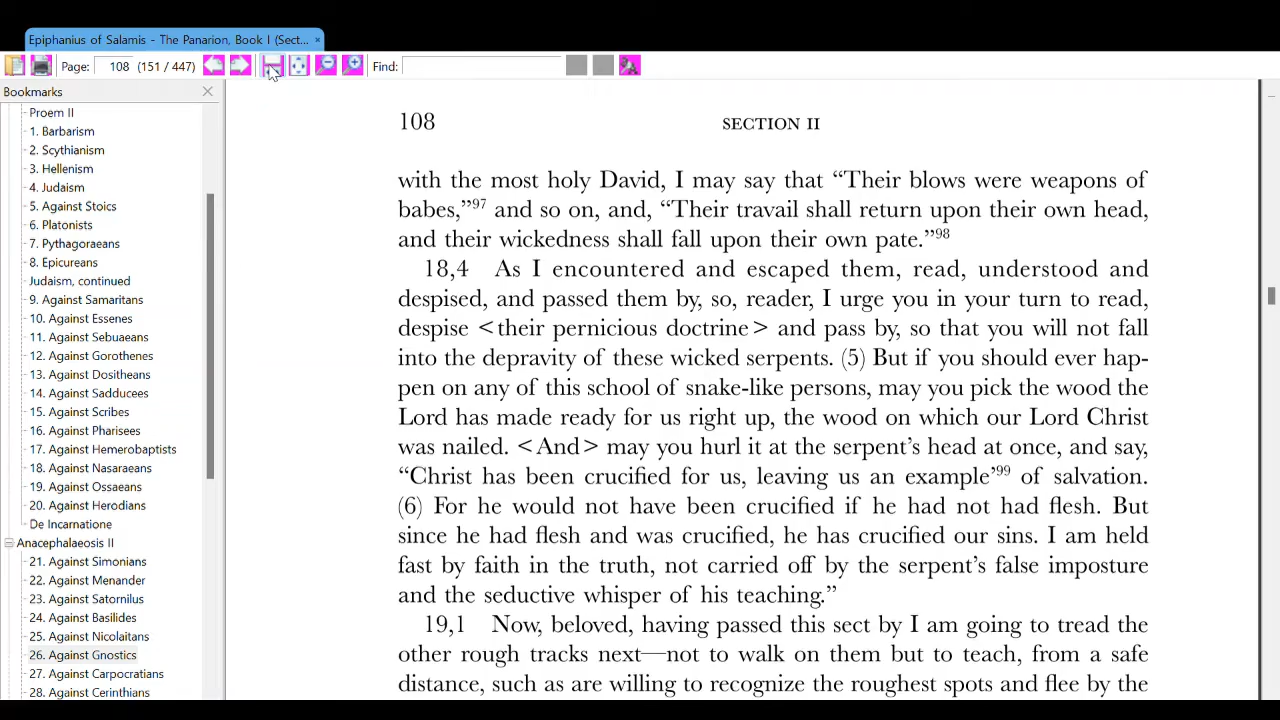 Epiphanius of Salamis - The Panarion, Book I (Sect... ×
Page: 108 (151 / 447) Find:
Bookmarks
Proem II
1. Barbarism
2. Scythianism
3. Hellenism
4. Judaism
5. Against Stoics
6. Platonists
7. Pythagoraeans
8. Epicureans
Judaism, continued
9. Against Samaritans
10. Against Essenes
11. Against Sebuaeans
12. Against Gorothenes
13. Against Dositheans
14. Against Sadducees
15. Against Scribes
16. Against Pharisees
17. Against Hemerobaptists
18. Against Nasaraeans
19. Against Ossaeans
20. Against Herodians
De Incarnatione
Anacephalaeosis II
21. Against Simonians
22. Against Menander
23. Against Satornilus
24. Against Basilides
25. Against Nicolaitans
26. Against Gnostics
27. Against Carpocratians
28. Against Cerinthians
108 SECTION II
with the most holy David, I may say that “Their blows were weapons of
babes,”97 and so on, and, “Their travail shall return upon their own head,
and their wickedness shall fall upon their own pate.”98
18,4 As I encountered and escaped them, read, understood and
despised, and passed them by, so, reader, I urge you in your turn to read,
despise <their pernicious doctrine> and pass by, so that you will not fall
into the depravity of these wicked serpents. (5) But if you should ever hap-
pen on any of this school of snake-like persons, may you pick the wood the
Lord has made ready for us right up, the wood on which our Lord Christ
was nailed. <And> may you hurl it at the serpent’s head at once, and say,
“Christ has been crucified for us, leaving us an example’99 of salvation.
(6) For he would not have been crucified if he had not had flesh. But
since he had flesh and was crucified, he has crucified our sins. I am held
fast by faith in the truth, not carried off by the serpent’s false imposture
and the seductive whisper of his teaching.”
19,1 Now, beloved, having passed this sect by I am going to tread the
other rough tracks next—not to walk on them but to teach, from a safe
distance, such as are willing to recognize the roughest spots and flee by the